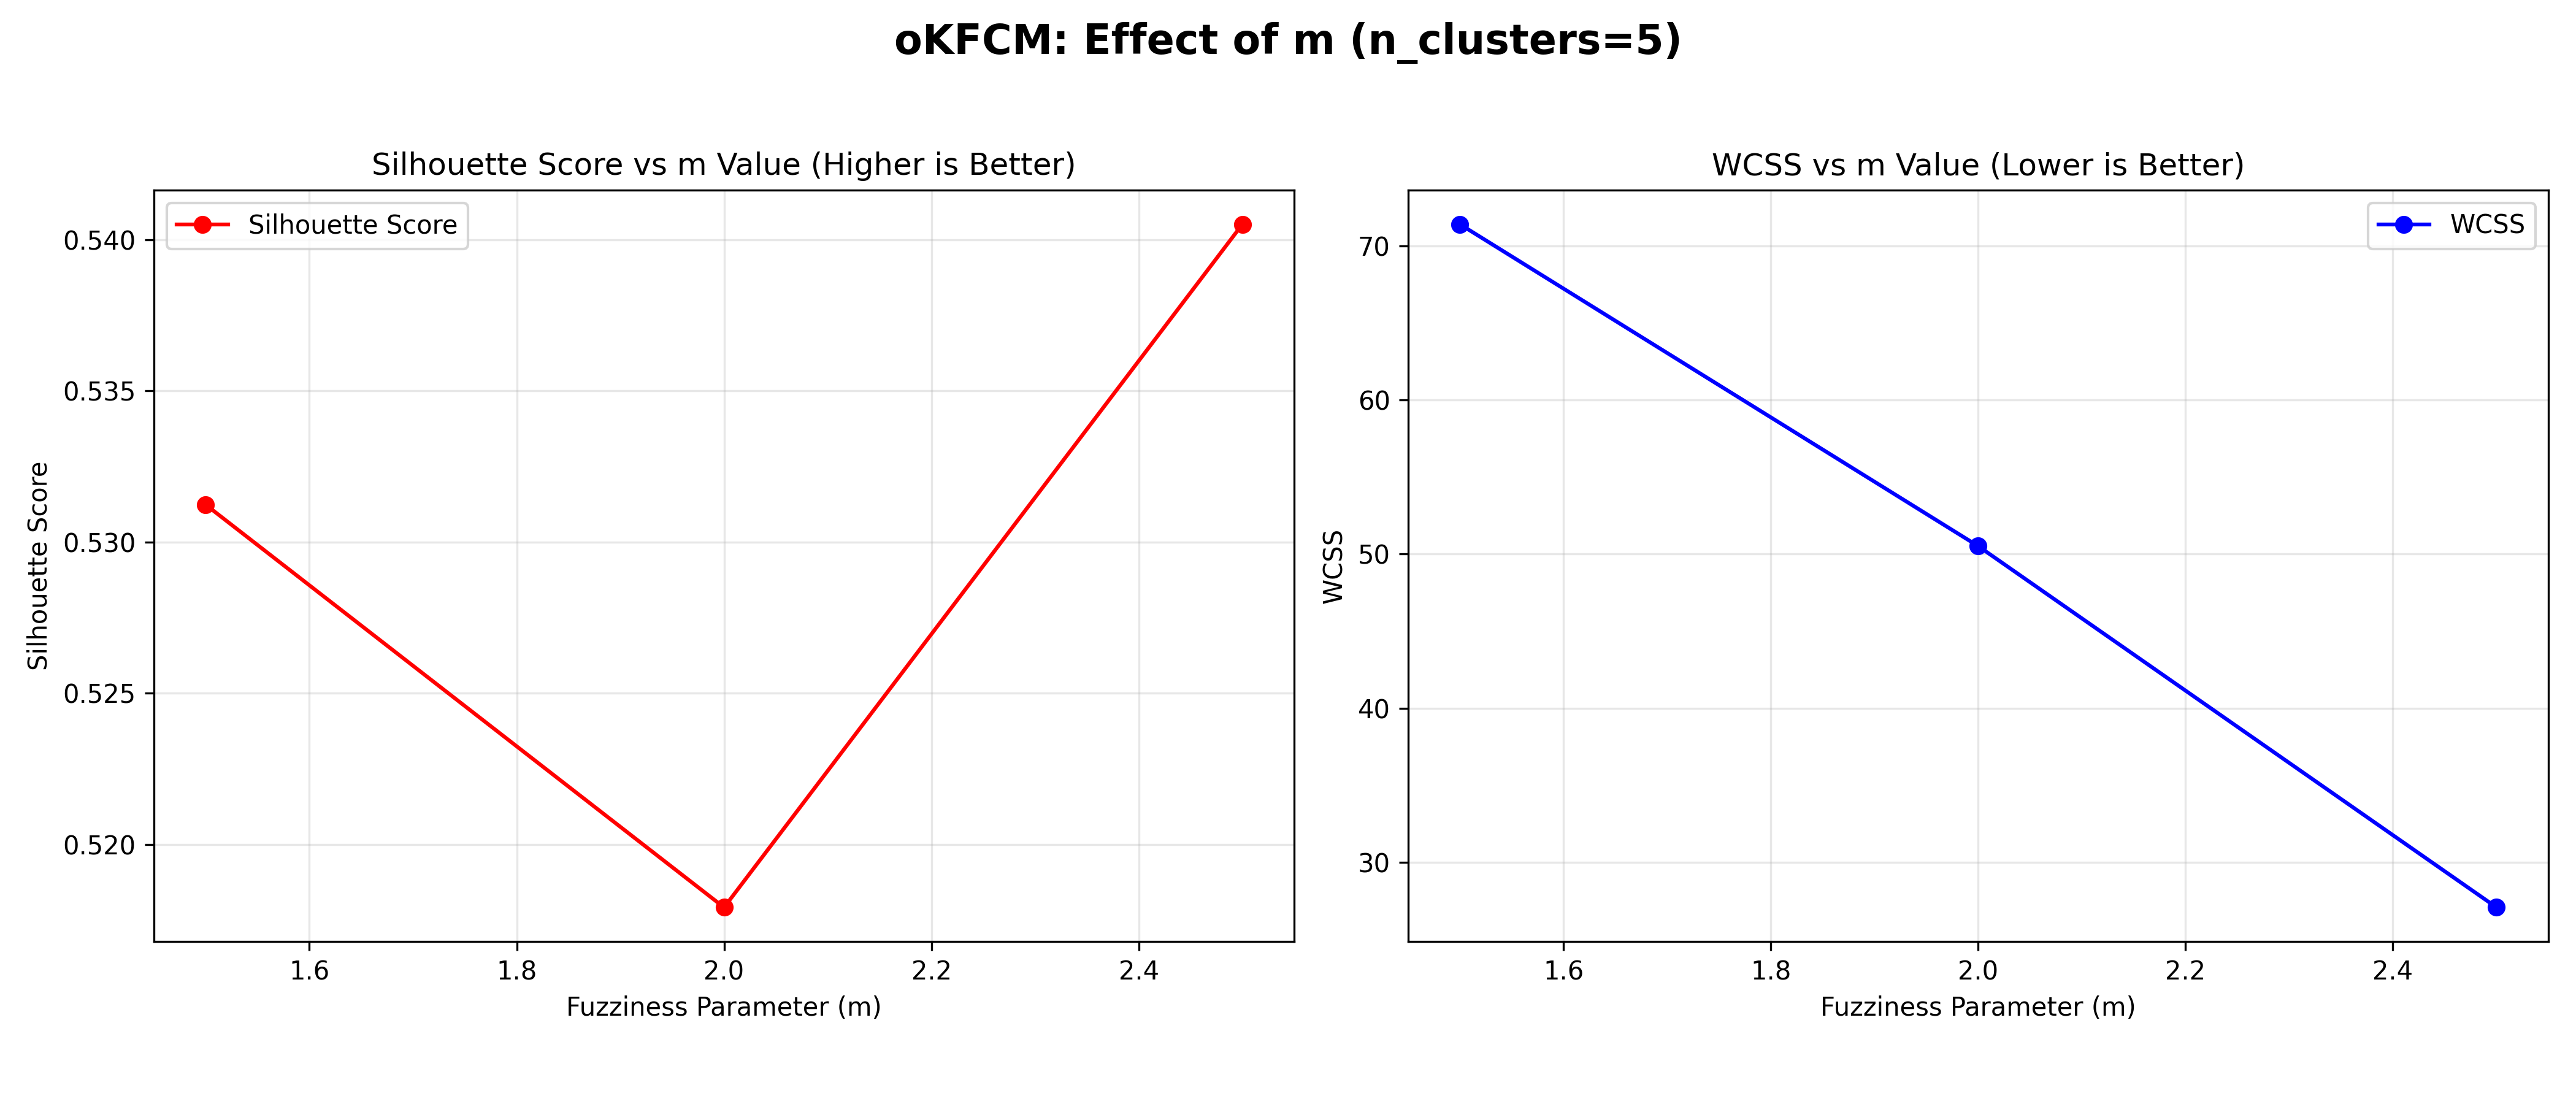 oKFCM: Effect of m (n_clusters=5)
Silhouette Score vs m Value (Higher is Better)
Silhouette Score
0.540
0.535
0.530
0.525
0.520
Silhouette Score
1.6
1.8
2.0
2.2
2.4
Fuzziness Parameter (m)
WCSS vs m Value (Lower is Better)
WCSS
70
60
50
40
30
WCSS
1.6
1.8
2.0
2.2
2.4
Fuzziness Parameter (m)